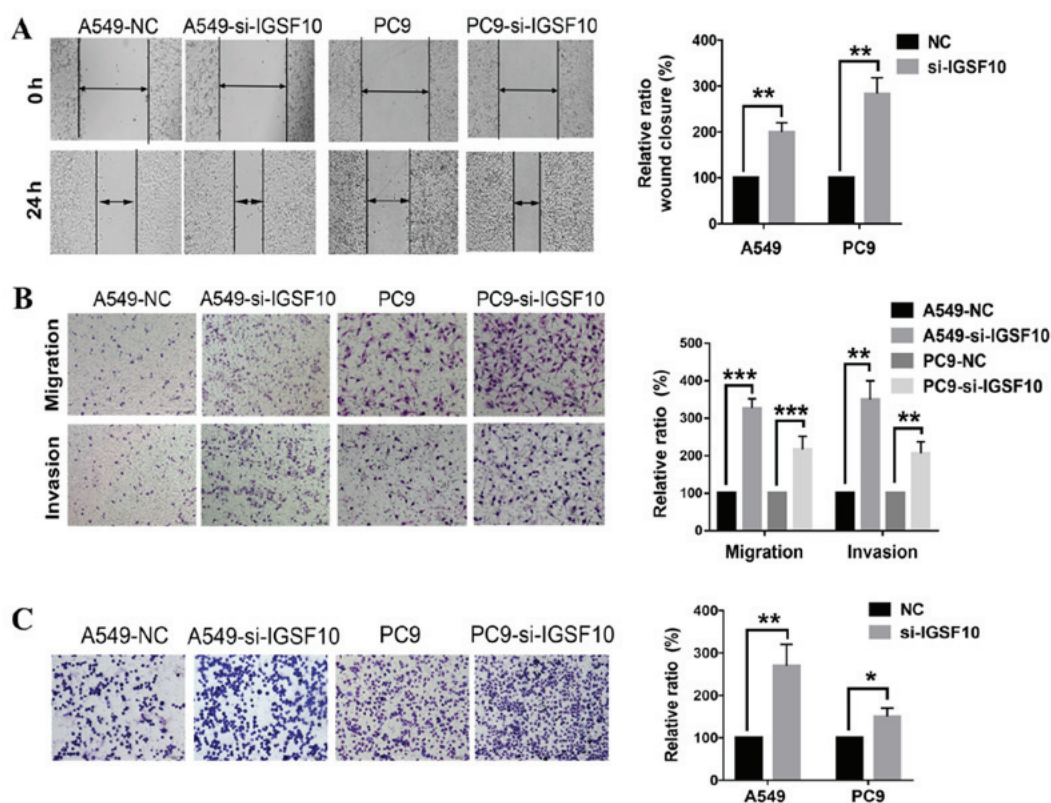 A
A549-NC A549-si-IGSF10 PC9 PC9-si-IGSF10
0 h
24 h
400
300
200
100
0
Relative ratio
wound closure (%)
NC
si-IGSF10
**
**
A549 PC9
B
A549-NC A549-si-IGSF10 PC9 PC9-si-IGSF10
Migration
Invasion
A549-NC
A549-si-IGSF10
PC9-NC
PC9-si-IGSF10
500
400
300
200
100
0
Relative ratio (%)
***
***
**
**
Migration Invasion
C
A549-NC A549-si-IGSF10 PC9 PC9-si-IGSF10
400
300
200
100
0
Relative ratio (%)
NC
si-IGSF10
**
*
A549 PC9